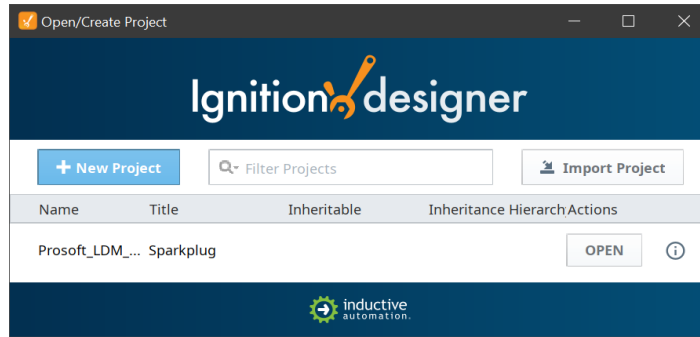 Open/Create Project
Ignition designer
+ New Project
Filter Projects
Import Project
Name Title Inheritable Inheritance Hierarch Actions
Prosoft_LDM_... Sparkplug OPEN
inductive
automation.